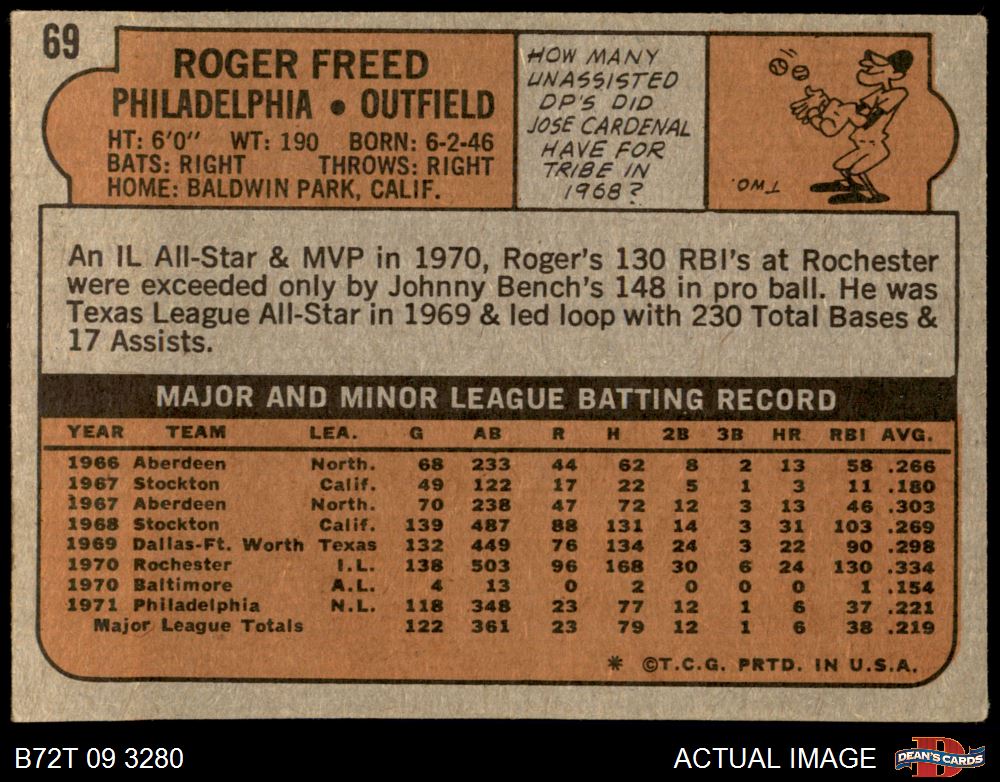 69
ROGER FREED
PHILADELPHIA • OUTFIELD
HT: 6'0" WT: 190 BORN: 6-2-46
BATS: RIGHT THROWS: RIGHT
HOME: BALDWIN PARK, CALIF.
HOW MANY
UNASSISTED
DP'S DID
JOSE CARDENAL
HAVE FOR
TRIBE IN
1968?
TWO.
An IL All-Star & MVP in 1970, Roger's 130 RBI's at Rochester
were exceeded only by Johnny Bench's 148 in pro ball. He was
Texas League All-Star in 1969 & led loop with 230 Total Bases &
17 Assists.
MAJOR AND MINOR LEAGUE BATTING RECORD
YEAR TEAM LEA. G AB R H 2B 3B HR RBI AVG.
1966 Aberdeen North. 68 233 44 62 8 2 13 58 .266
1967 Stockton Calif. 49 122 17 22 5 1 3 11 .180
1967 Aberdeen North. 70 238 47 72 12 3 13 46 .303
1968 Stockton Calif. 139 487 88 131 14 3 31 103 .269
1969 Dallas-Ft. Worth Texas 132 449 76 134 24 3 22 90 .298
1970 Rochester I.L. 138 503 96 168 30 6 24 130 .334
1970 Baltimore A.L. 4 13 0 2 0 0 0 1 .154
1971 Philadelphia N.L. 118 348 23 77 12 1 6 37 .221
Major League Totals 122 361 23 79 12 1 6 38 .219
* ©T.C.G. PRTD. IN U.S.A.
B72T 09 3280
ACTUAL IMAGE
D
DEAN'S CARDS